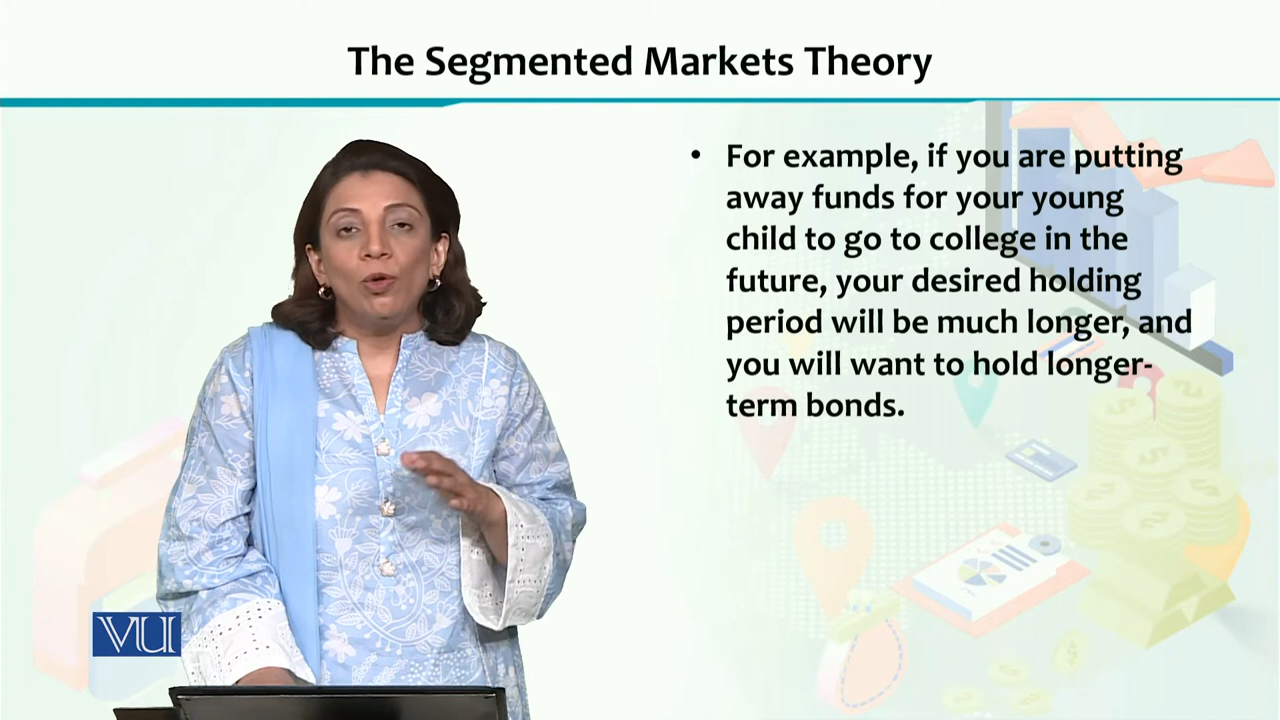 The Segmented Markets Theory
• For example, if you are putting
away funds for your young
child to go to college in the
future, your desired holding
period will be much longer, and
you will want to hold longer-
term bonds.
VU